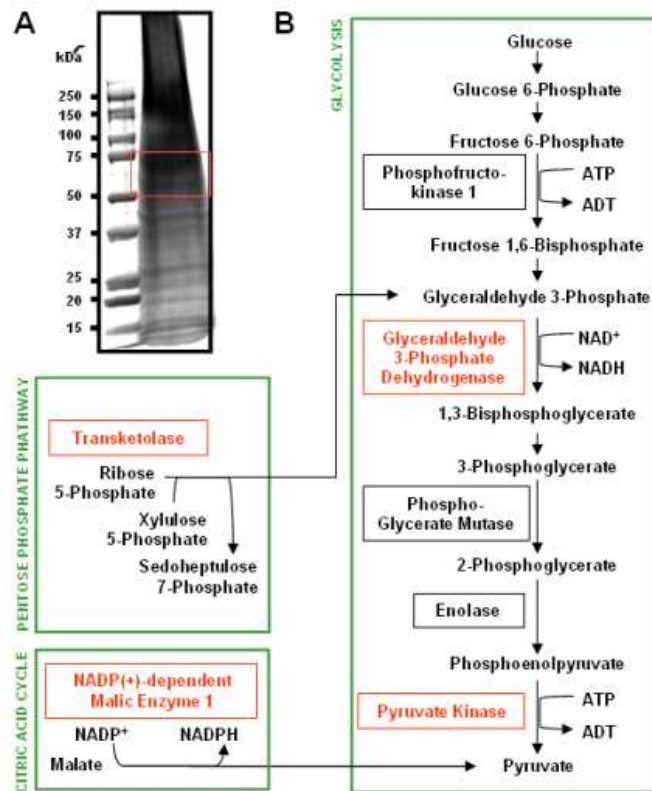 A
kDa
250
150
100
75
50
37
25
20
15
PENTOSE PHOSPHATE PHATHWAY
Transketolase
Ribose
5-Phosphate
Xylulose
5-Phosphate
Sedoheptulose
7-Phosphate
CITRIC ACID CYCLE
NADP(+)-dependent
Malic Enzyme 1
NADP⁺
NADPH
Malate
B
GLYCOLYSIS
Glucose
Glucose 6-Phosphate
Fructose 6-Phosphate
Phosphofructo-
kinase 1
ATP
ADT
Fructose 1,6-Bisphosphate
Glyceraldehyde 3-Phosphate
Glyceraldehyde
3-Phosphate
Dehydrogenase
NAD⁺
NADH
1,3-Bisphosphoglycerate
3-Phosphoglycerate
Phospho-
Glycerate Mutase
2-Phosphoglycerate
Enolase
Phosphoenolpyruvate
Pyruvate Kinase
ATP
ADT
Pyruvate